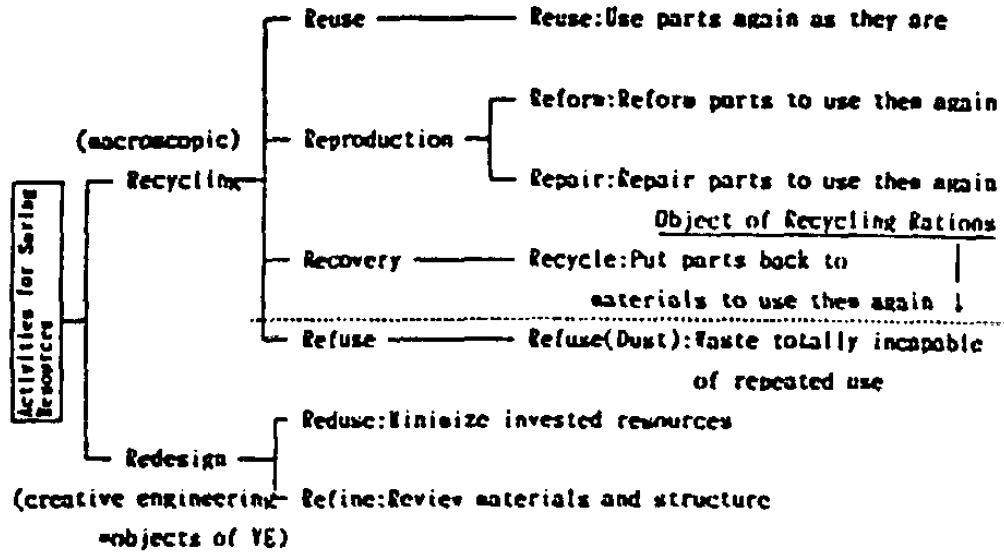 Reuse
Reuse:Use parts again as they are
Reform:Reform parts to use them again
(macroscopic)
Reproduction
Recycling
Repair:Repair parts to use them again
Object of Recycling Rations
Activities for Saving
Resources
Recovery
Recycle:Put parts back to
materials to use them again
Refuse
Refuse(Dust):Waste totally incapable
of repeated use
Reduse:Minimize invested resources
Redesign
(creative engineering
Refine:Review materials and structure
=objects of VE)